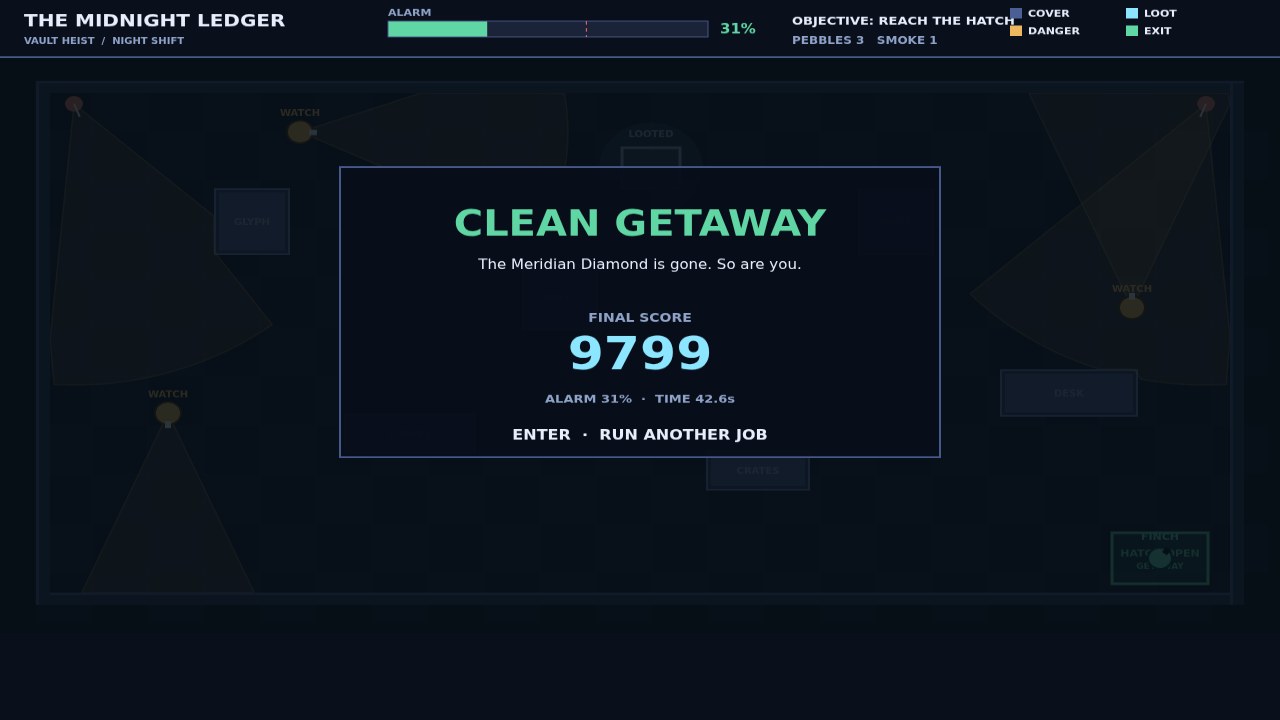 THE MIDNIGHT LEDGER
VAULT HEIST / NIGHT SHIFT
ALARM
31%
OBJECTIVE: REACH THE HATCH
PEBBLES 3 SMOKE 1
COVER
LOOT
DANGER
EXIT
WATCH
LOOTED
GLYPH
CLEAN GETAWAY
The Meridian Diamond is gone. So are you.
WATCH
FINAL SCORE
9799
WATCH
DESK
ALARM 31% · TIME 42.6s
ENTER · RUN ANOTHER JOB
CRATES
FINCH